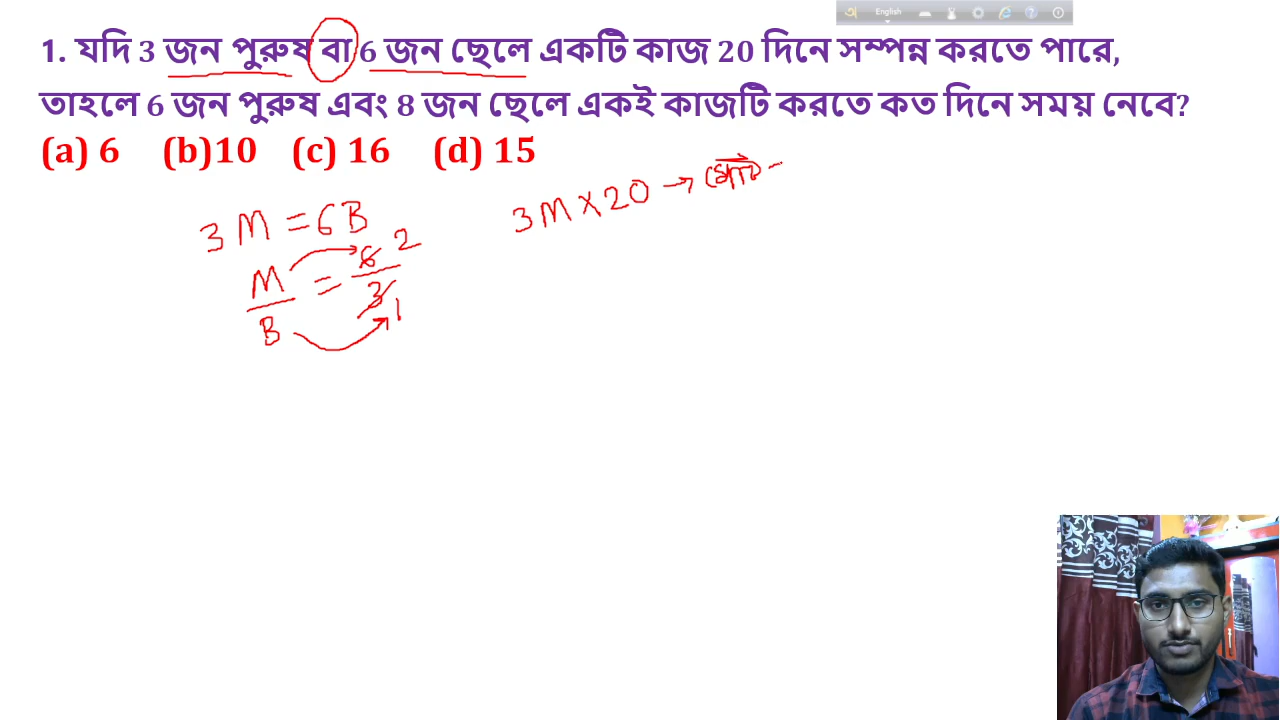 English
1. যদি 3 জন পুরুষ বা 6 জন ছেলে একটি কাজ 20 দিনে সম্পন্ন করতে পারে,
তাহলে 6 জন পুরুষ এবং 8 জন ছেলে একই কাজটি করতে কত দিনে সময় নেবে?
(a) 6 (b)10 (c) 16 (d) 15
3M = 6B
3M × 20 →
M/B = 6/3 2/1